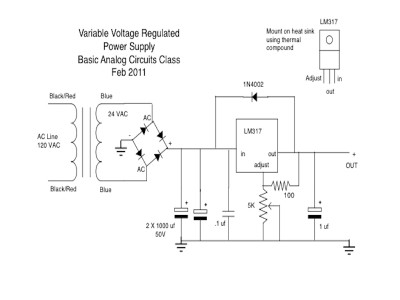 Variable Voltage Regulated
Power Supply
Basic Analog Circuits Class
Feb 2011
LM317
Mount on heat sink
using thermal
compound
Adjust
in
out
1N4002
Black/Red
Blue
24 VAC
AC
+
LM317
AC Line
120 VAC
in
out
adjust
+
OUT
AC
Black/Red
Blue
100
5K
+
+
+
2 X 1000 uf
50V
.1 uf
1 uf